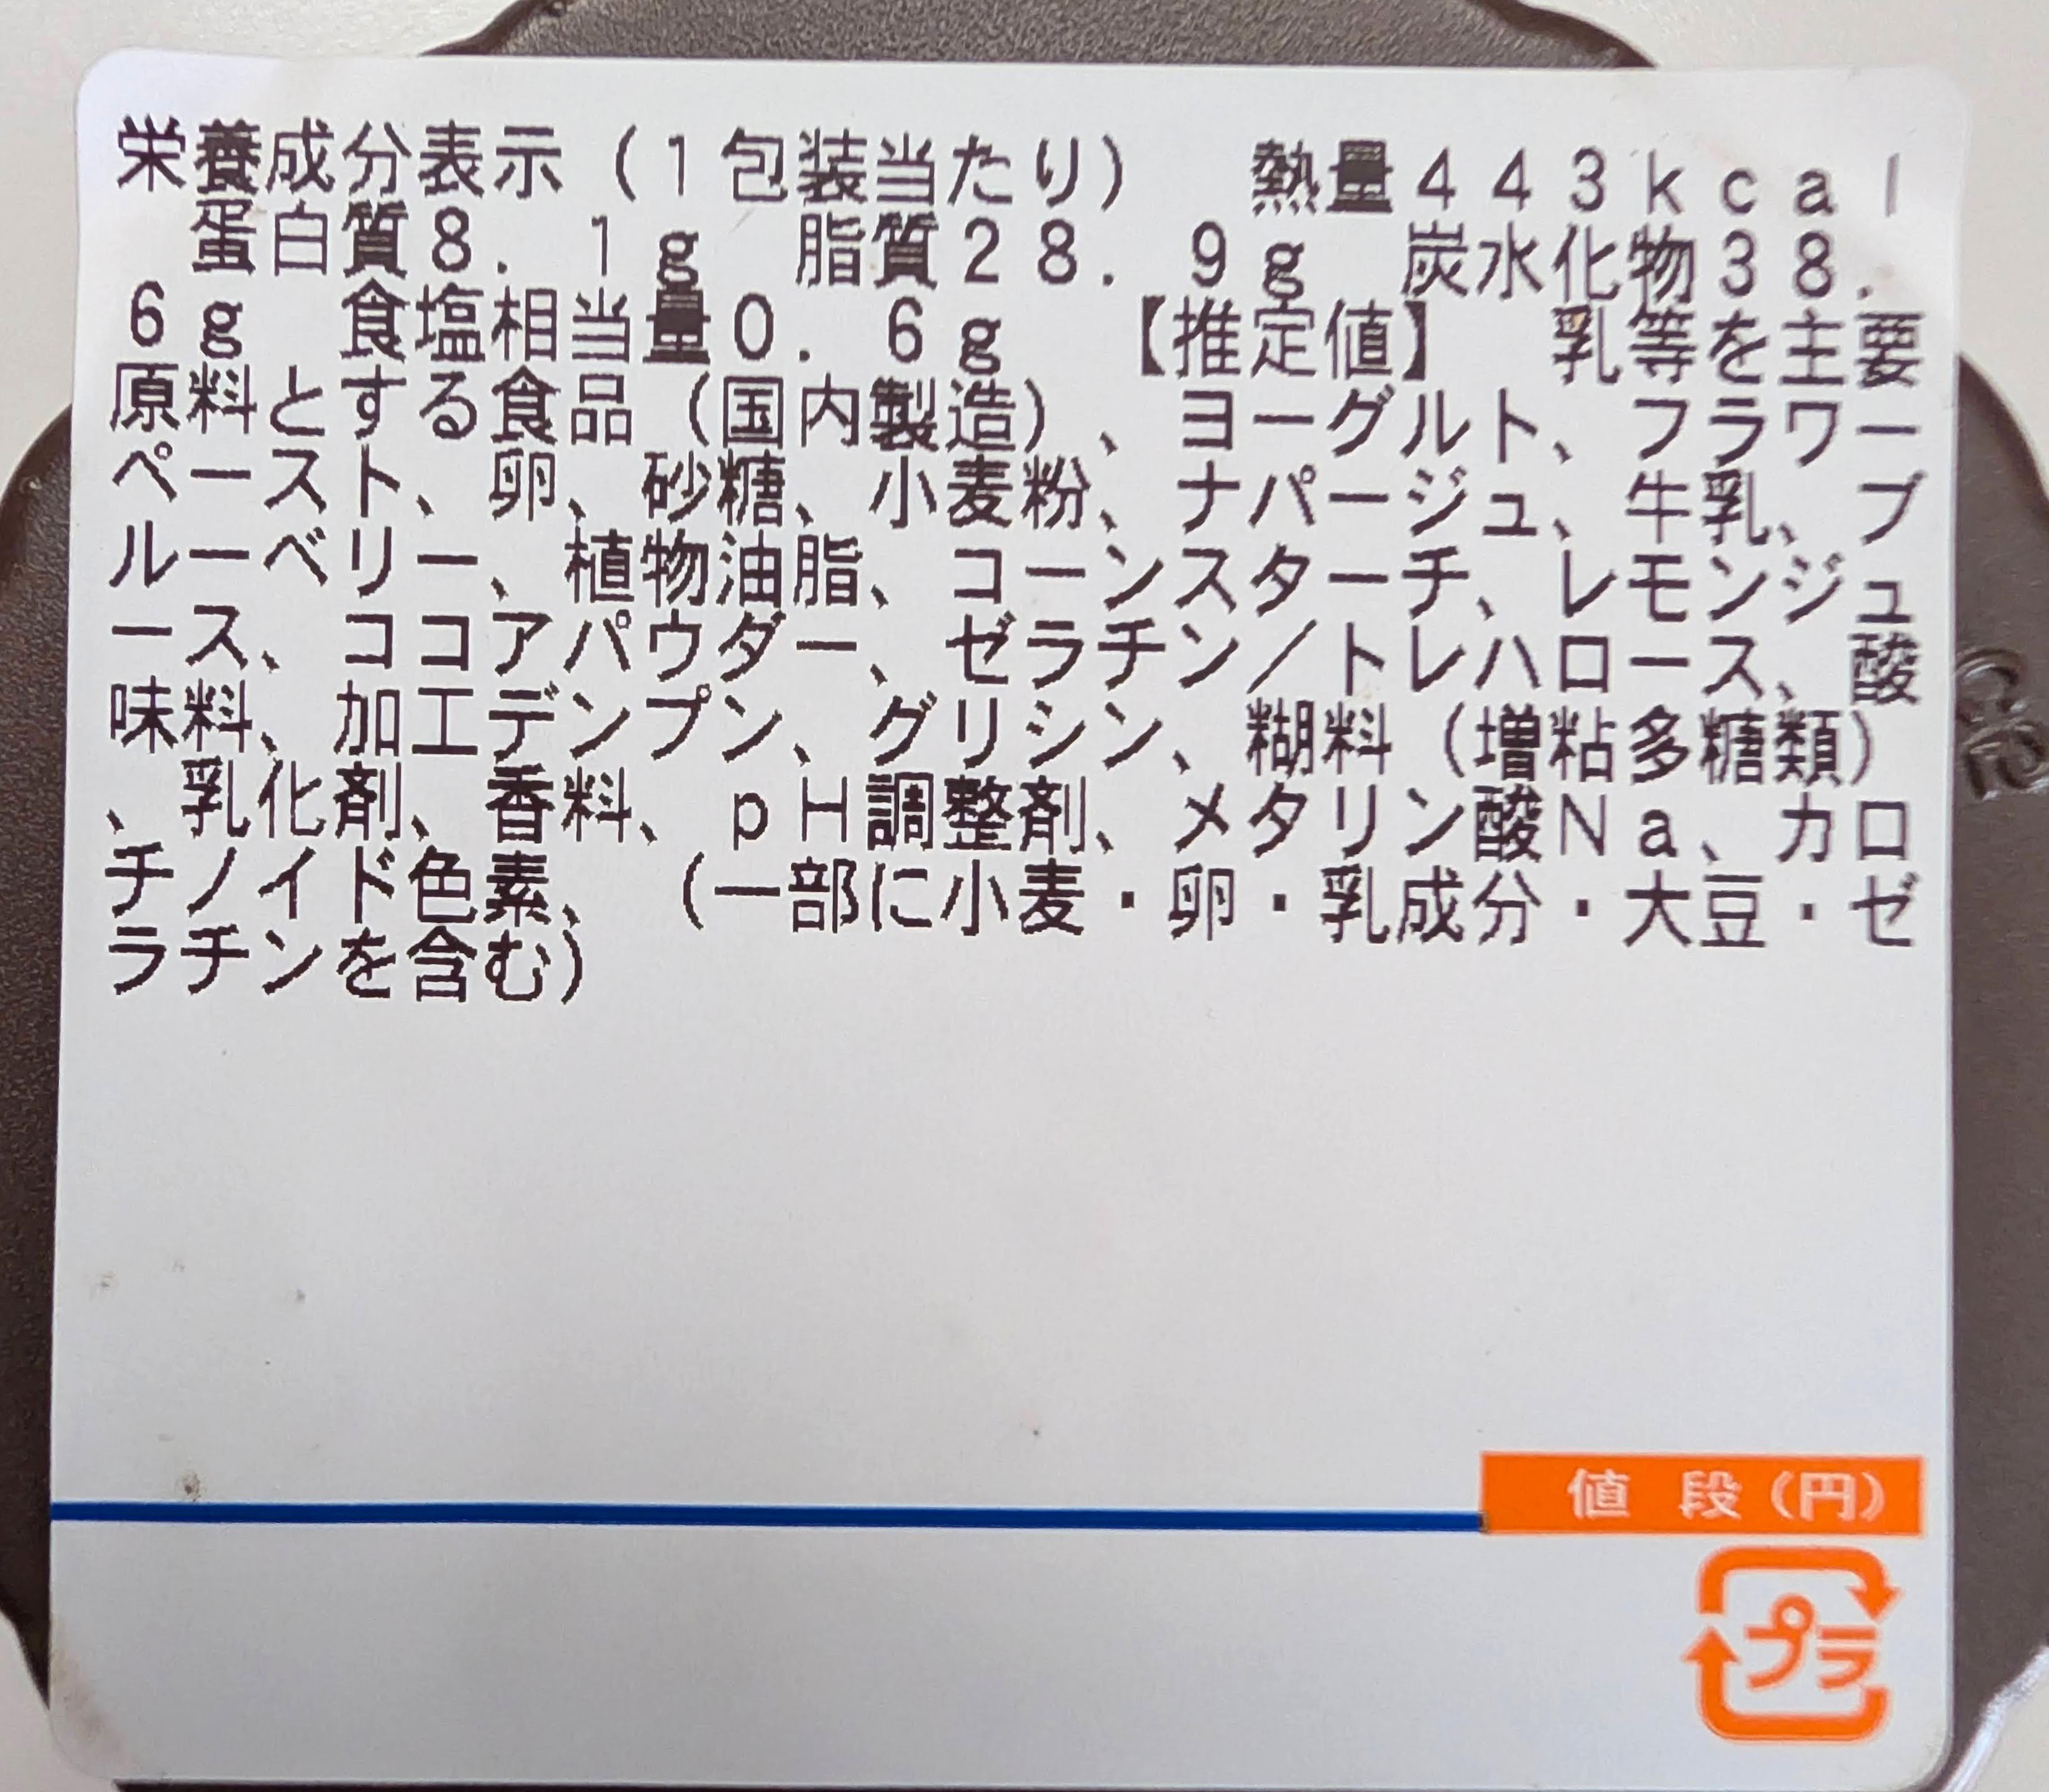 栄養成分表示（1包装当たり）　熱量443kcal
　蛋白質8．1g　脂質28．9g　炭水化物38．
6g　食塩相当量0．6g　【推定値】　乳等を主要
原料とする食品（国内製造）、ヨーグルト、フラワー
ペースト、卵、砂糖、小麦粉、ナパージュ、牛乳、ブ
ルーベリー、植物油脂、コーンスターチ、レモンジュ
ース、ココアパウダー、ゼラチン／トレハロース、酸
味料、加工デンプン、グリシン、糊料（増粘多糖類）
、乳化剤、香料、pH調整剤、メタリン酸Na、カロ
チノイド色素、（一部に小麦・卵・乳成分・大豆・ゼ
ラチンを含む）
値段（円）
プラ